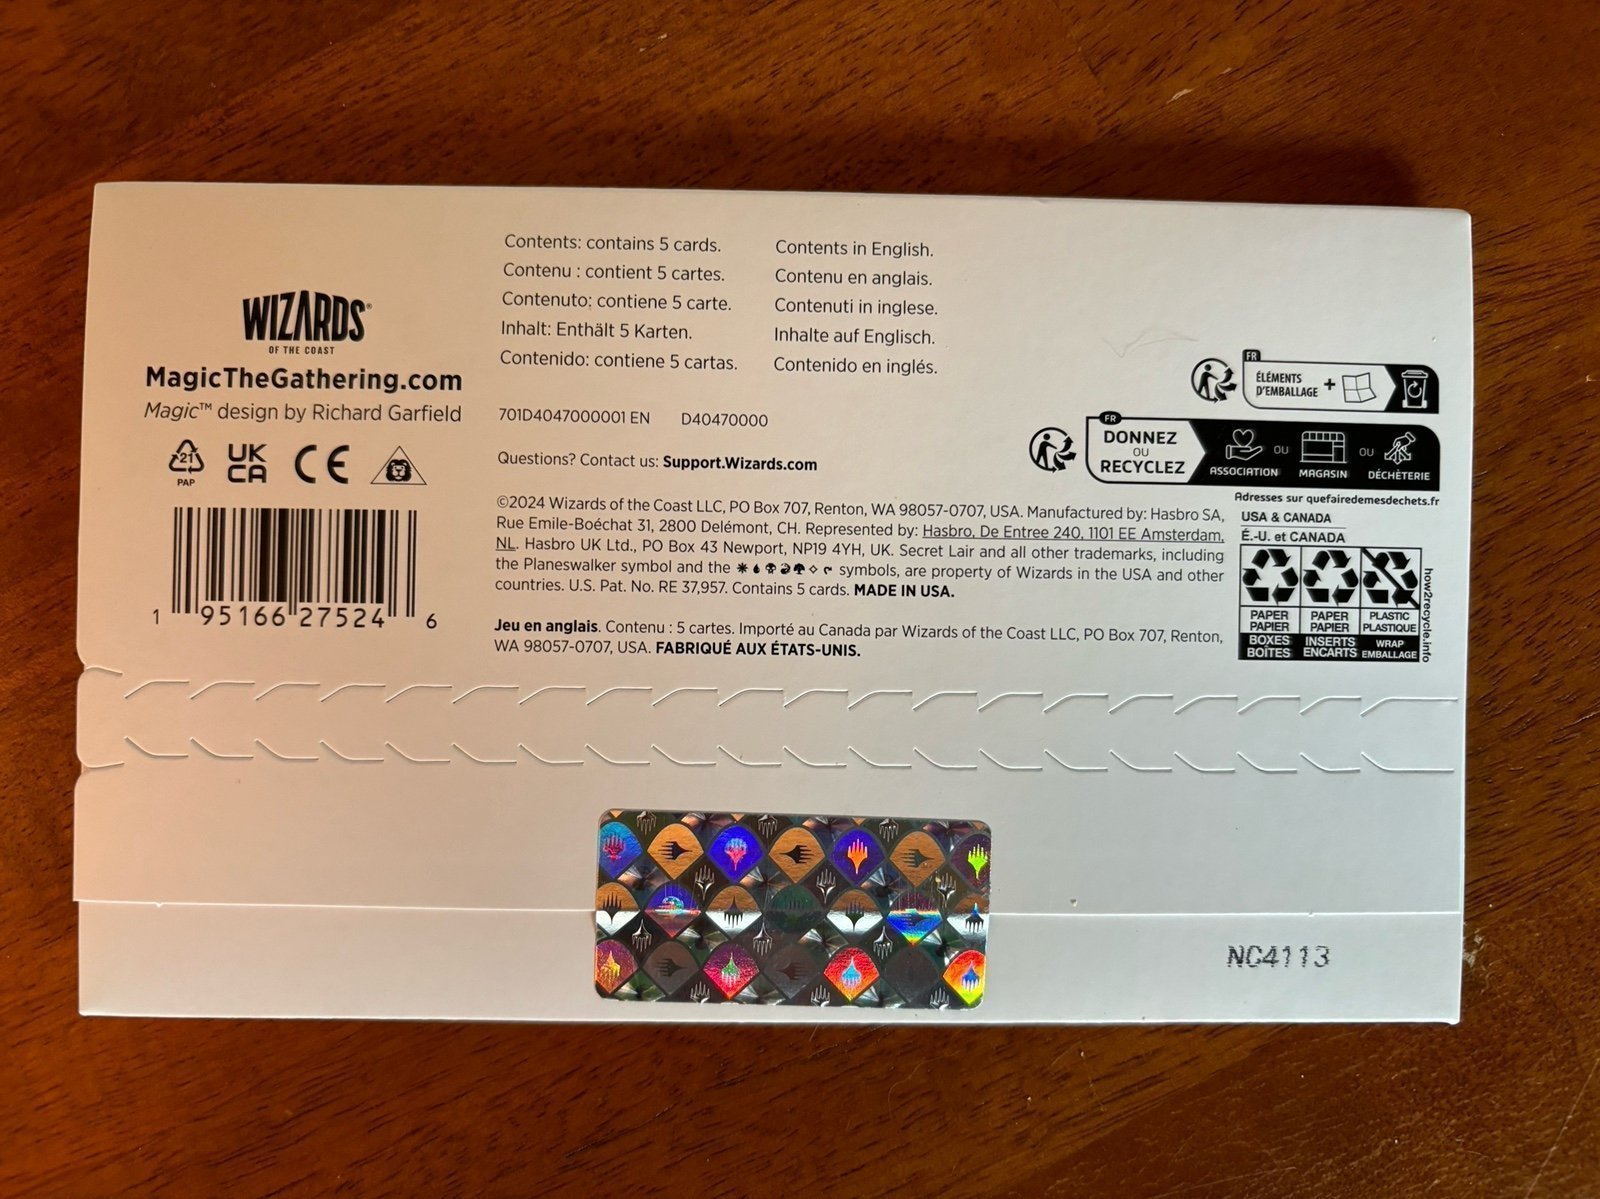 WIZARDS®
OF THE COAST
MagicTheGathering.com
Magic™ design by Richard Garfield
21
PAP
UK
CA
CE
1 95166 27524 6
Contents: contains 5 cards.
Contenu : contient 5 cartes.
Contenuto: contiene 5 carte.
Inhalt: Enthält 5 Karten.
Contenido: contiene 5 cartas.
Contents in English.
Contenu en anglais.
Contenuti in inglese.
Inhalte auf Englisch.
Contenido en inglés.
701D4047000001 EN D40470000
Questions? Contact us: Support.Wizards.com
©2024 Wizards of the Coast LLC, PO Box 707, Renton, WA 98057-0707, USA. Manufactured by: Hasbro SA,
Rue Emile-Boéchat 31, 2800 Delémont, CH. Represented by: Hasbro, De Entree 240, 1101 EE Amsterdam,
NL. Hasbro UK Ltd., PO Box 43 Newport, NP19 4YH, UK. Secret Lair and all other trademarks, including
the Planeswalker symbol and the symbols, are property of Wizards in the USA and other
countries. U.S. Pat. No. RE 37,957. Contains 5 cards. MADE IN USA.
Jeu en anglais. Contenu : 5 cartes. Importé au Canada par Wizards of the Coast LLC, PO Box 707, Renton,
WA 98057-0707, USA. FABRIQUÉ AUX ÉTATS-UNIS.
FR
ÉLÉMENTS
D'EMBALLAGE +
FR
DONNEZ
OU
RECYCLEZ
ASSOCIATION OU MAGASIN OU DÉCHÈTERIE
Adresses sur quefairedemesdechets.fr
USA & CANADA
É.-U. et CANADA
PAPER
PAPIER
BOXES
BOÎTES
PAPER
PAPIER
INSERTS
ENCARTS
PLASTIC
PLASTIQUE
WRAP
EMBALLAGE
how2recycle.info
NC4113